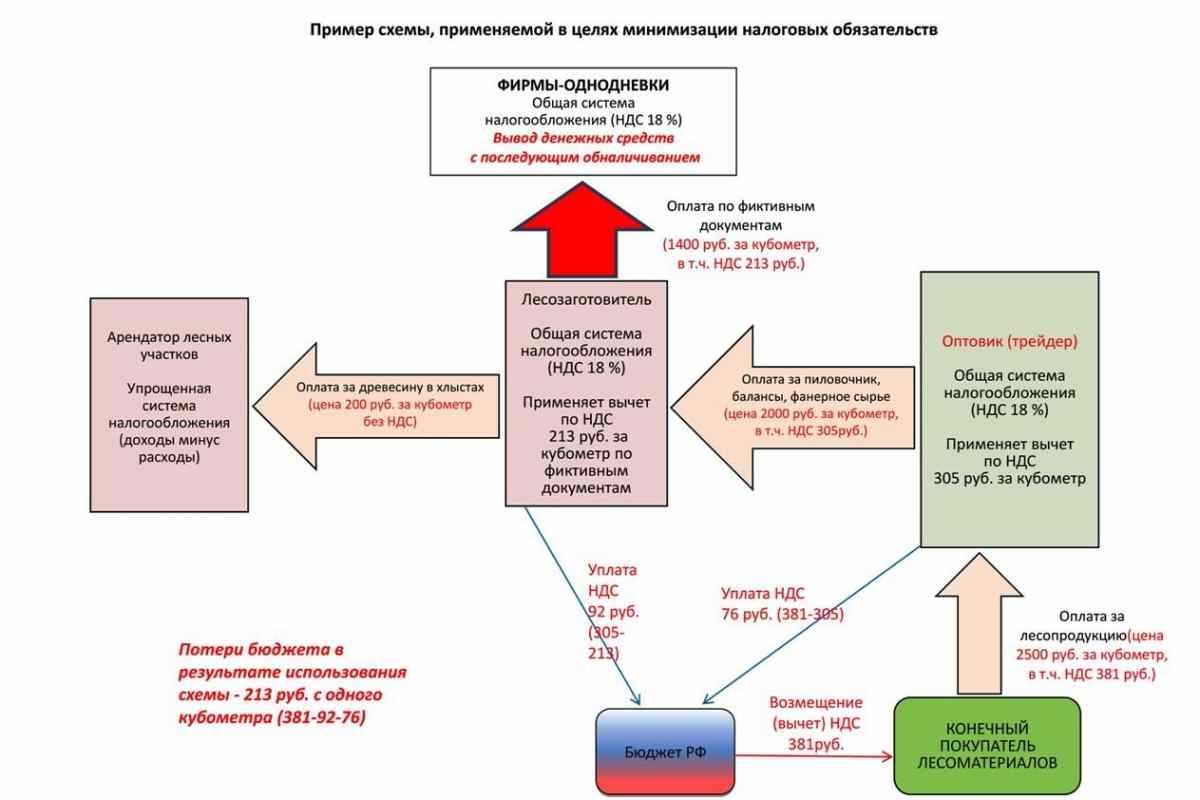 Пример схемы, применяемой в целях минимизации налоговых обязательств
ФИРМЫ-ОДНОДНЕВКИ
Общая система
налогообложения (НДС 18 %)
Вывод денежных средств
с последующим обналичиванием
Оплата по фиктивным
документам
(1400 руб. за кубометр,
в т.ч. НДС 213 руб.)
Арендатор лесных
участков
Упрощенная
система
налогообложения
(доходы минус
расходы)
Оплата за древесину в хлыстах
(цена 200 руб. за кубометр
без НДС)
Лесозаготовитель
Общая система
налогообложения
(НДС 18 %)
Применяет вычет
по НДС
213 руб. за
кубометр по
фиктивным
документам
Оплата за пиловочник,
балансы, фанерное сырье
(цена 2000 руб. за кубометр,
в т.ч. НДС 305руб.)
Оптовик (трейдер)
Общая система
налогообложения
(НДС 18 %)
Применяет вычет
по НДС
305 руб. за кубометр
Уплата
НДС
92 руб.
(305-
213)
Уплата НДС
76 руб. (381-305)
Оплата за
лесопродукцию(цена
2500 руб. за кубометр,
в т.ч. НДС 381 руб.)
Потери бюджета в
результате использования
схемы - 213 руб. с одного
кубометра (381-92-76)
Бюджет РФ
Возмещение
(вычет) НДС
381руб.
КОНЕЧНЫЙ
ПОКУПАТЕЛЬ
ЛЕСОМАТЕРИАЛОВ